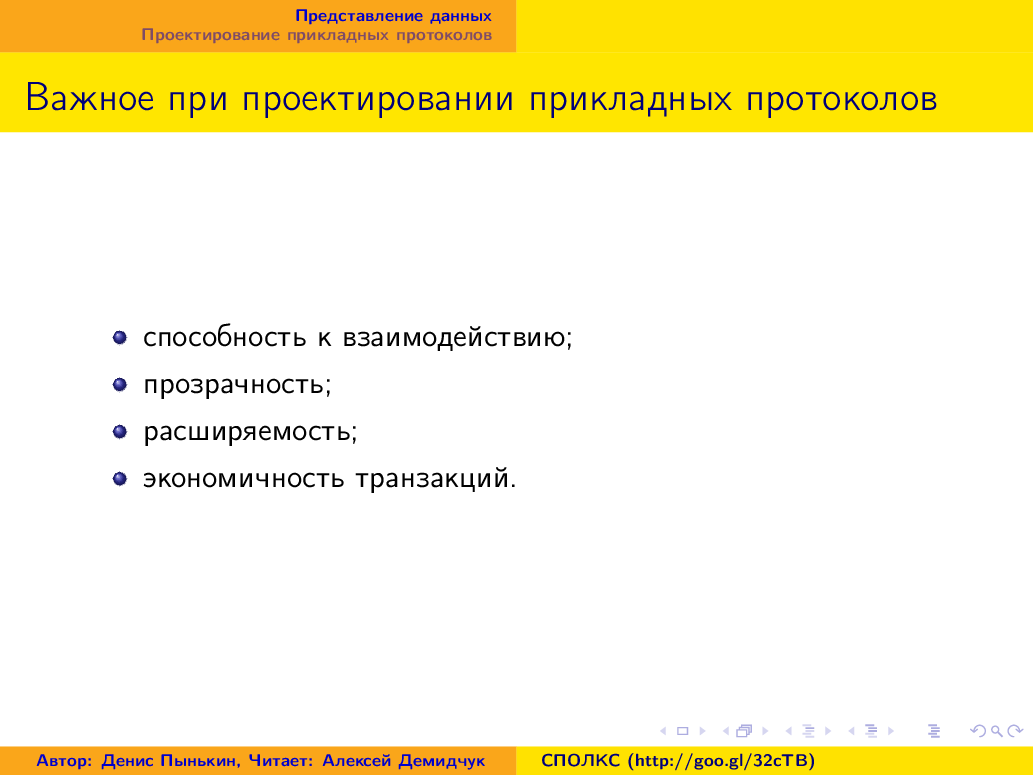 Представление данных
Проектирование прикладных протоколов
Важное при проектировании прикладных протоколов
способность к взаимодействию;
прозрачность;
расширяемость;
экономичность транзакций.
Автор: Денис Пынькин, Читает: Алексей Демидчук
СПОЛКС (http://goo.gl/32cTB)